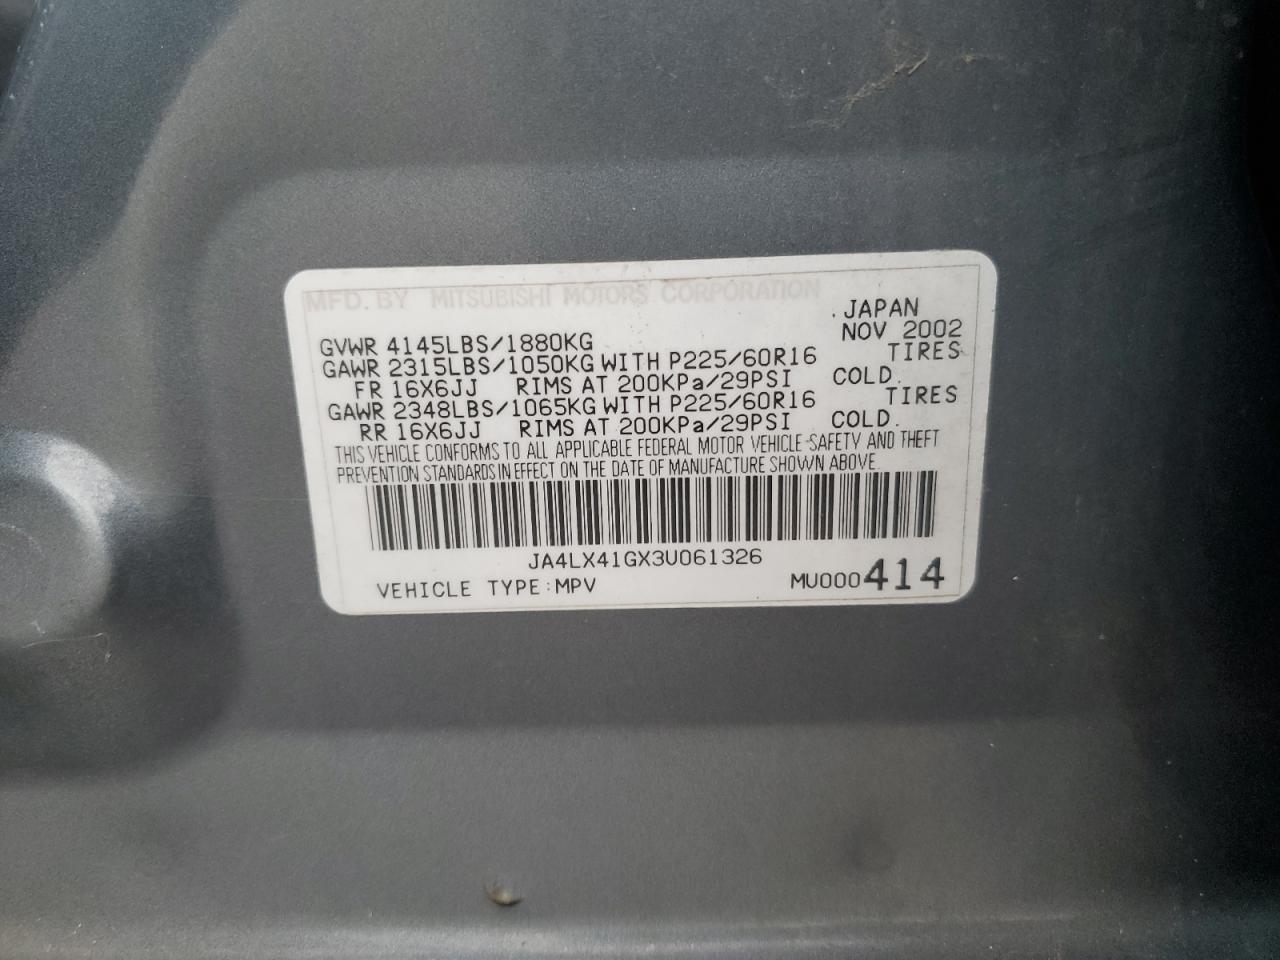 MFD. BY MITSUBISHI MOTORS CORPORATION
. JAPAN
NOV 2002
GVWR 4145LBS/1880KG
GAWR 2315LBS/1050KG WITH P225/60R16 TIRES
FR 16X6JJ RIMS AT 200KPa/29PSI COLD.
GAWR 2348LBS/1065KG WITH P225/60R16 TIRES
RR 16X6JJ RIMS AT 200KPa/29PSI COLD.
THIS VEHICLE CONFORMS TO ALL APPLICABLE FEDERAL MOTOR VEHICLE-SAFETY AND THEFT
PREVENTION STANDARDS IN EFFECT ON THE DATE OF MANUFACTURE SHOWN ABOVE.
JA4LX41GX3U061326
VEHICLE TYPE:MPV MU000414